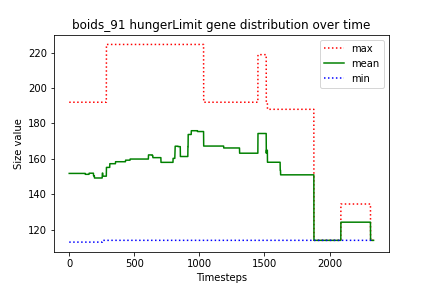 boids_91 hungerLimit gene distribution over time
max
mean
min
Size value
220
200
180
160
140
120
0
500
1000
1500
2000
Timesteps